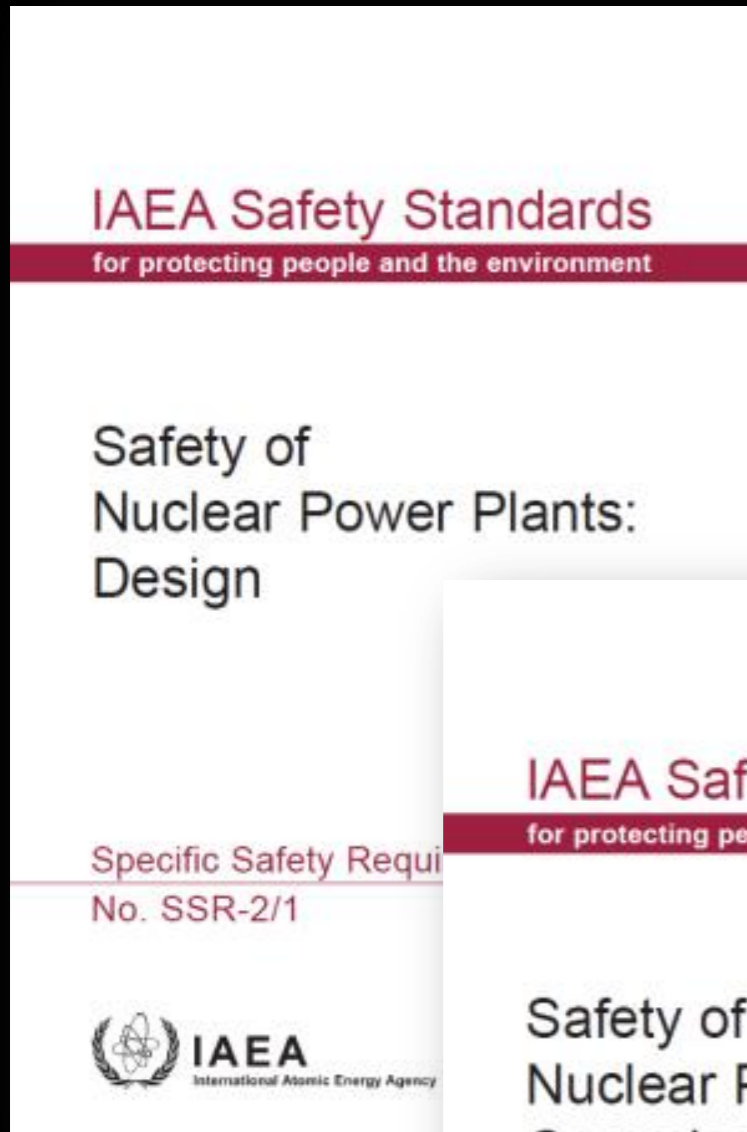 IAEA Safety Standards
for protecting people and the environment
Safety of
Nuclear Power Plants:
Design
Specific Safety Requi
No. SSR-2/1
IAEA
International Atomic Energy Agency
IAEA Saf
for protecting pe
Safety of
Nuclear P